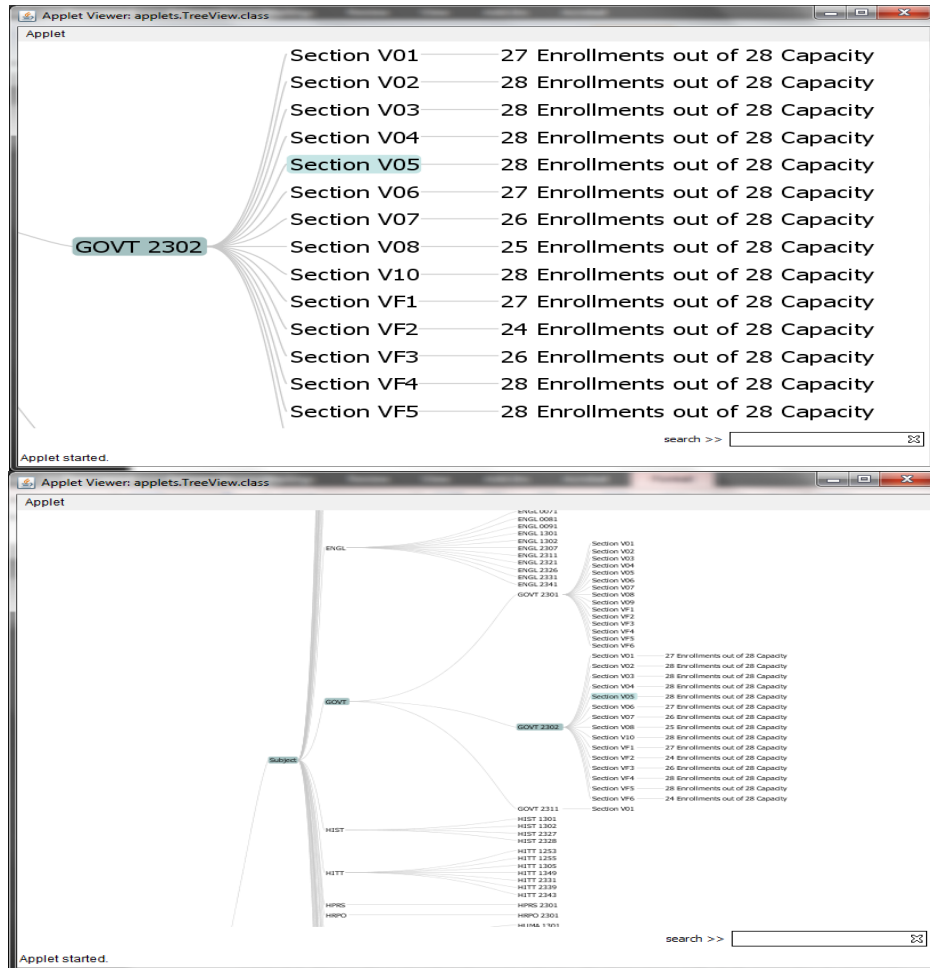 Applet Viewer: applets.TreeView.class
Applet
Section V01 27 Enrollments out of 28 Capacity
Section V02 28 Enrollments out of 28 Capacity
Section V03 28 Enrollments out of 28 Capacity
Section V04 28 Enrollments out of 28 Capacity
Section V05 28 Enrollments out of 28 Capacity
Section V06 27 Enrollments out of 28 Capacity
Section V07 26 Enrollments out of 28 Capacity
GOVT 2302 Section V08 25 Enrollments out of 28 Capacity
Section V10 28 Enrollments out of 28 Capacity
Section VF1 27 Enrollments out of 28 Capacity
Section VF2 24 Enrollments out of 28 Capacity
Section VF3 26 Enrollments out of 28 Capacity
Section VF4 28 Enrollments out of 28 Capacity
Section VF5 28 Enrollments out of 28 Capacity
search >>
Applet started.
Applet Viewer: applets.TreeView.class
Applet
ENGL 0071
ENGL 0081
ENGL 0091
ENGL 1301
ENGL 1302
ENGL
ENGL 2307
ENGL 2311
ENGL 2321
ENGL 2326
ENGL 2331
ENGL 2341
Section V01
Section V02
Section V03
Section V04
Section V05
Section V06
Section V07
GOVT 2301 Section V08
Section V09
Section VF1
Section VF2
Section VF3
Section VF4
Section VF5
Section VF6
Section V01 27 Enrollments out of 28 Capacity
Section V02 28 Enrollments out of 28 Capacity
Section V03 28 Enrollments out of 28 Capacity
Section V04 28 Enrollments out of 28 Capacity
Section V05 28 Enrollments out of 28 Capacity
GOVT
Section V06 27 Enrollments out of 28 Capacity
Section V07 26 Enrollments out of 28 Capacity
GOVT 2302 Section V08 25 Enrollments out of 28 Capacity
Section V10 28 Enrollments out of 28 Capacity
Section VF1 27 Enrollments out of 28 Capacity
Section VF2 24 Enrollments out of 28 Capacity
Subject
Section VF3 26 Enrollments out of 28 Capacity
Section VF4 28 Enrollments out of 28 Capacity
Section VF5 28 Enrollments out of 28 Capacity
Section VF6 24 Enrollments out of 28 Capacity
GOVT 2311 Section V01
HIST 1301
HIST 1302
HIST
HIST 2327
HIST 2328
HITT 1253
HITT 1255
HITT 1305
HITT
HITT 1349
HITT 2331
HITT 2339
HITT 2343
HPRS HPRS 2301
HRPO HRPO 2301
HUMA 1301
search >>
Applet started.